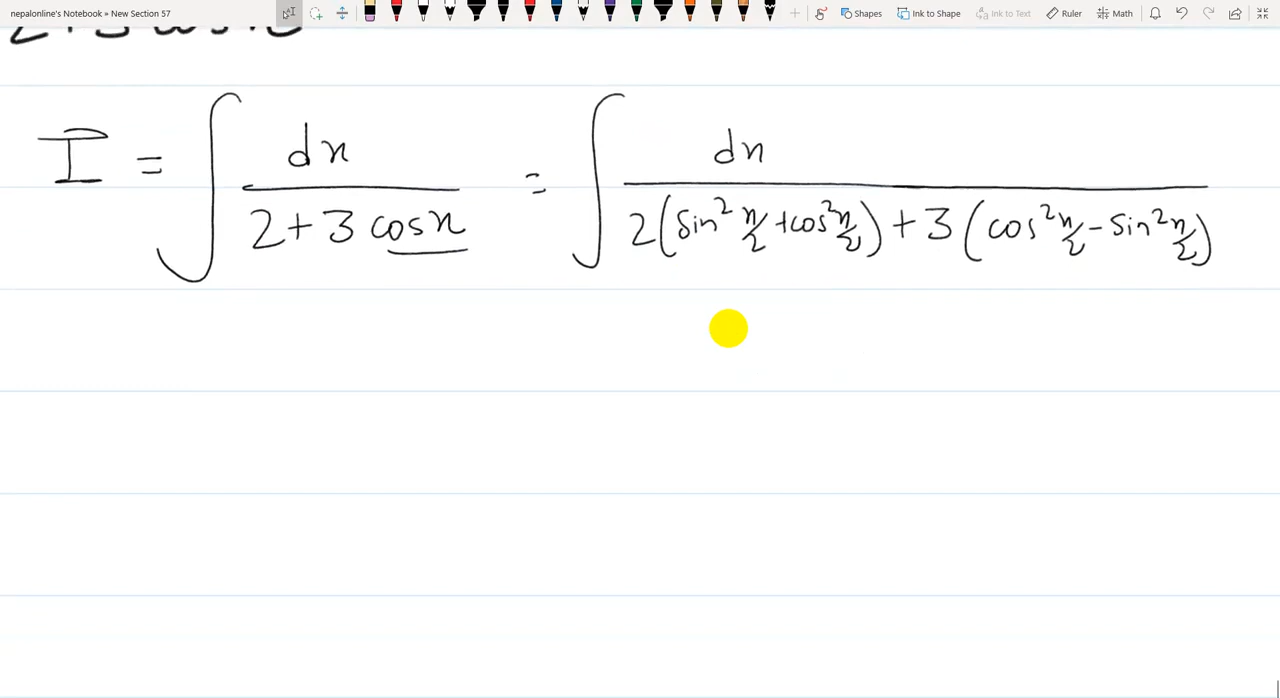 nepalonline's Notebook » New Section 57
Shapes Ink to Shape Ink to Text Ruler Math
I = ∫ dx / (2 + 3 cos x) = ∫ dx / (2(sin² x/2 + cos² x/2) + 3(cos² x/2 - sin² x/2))